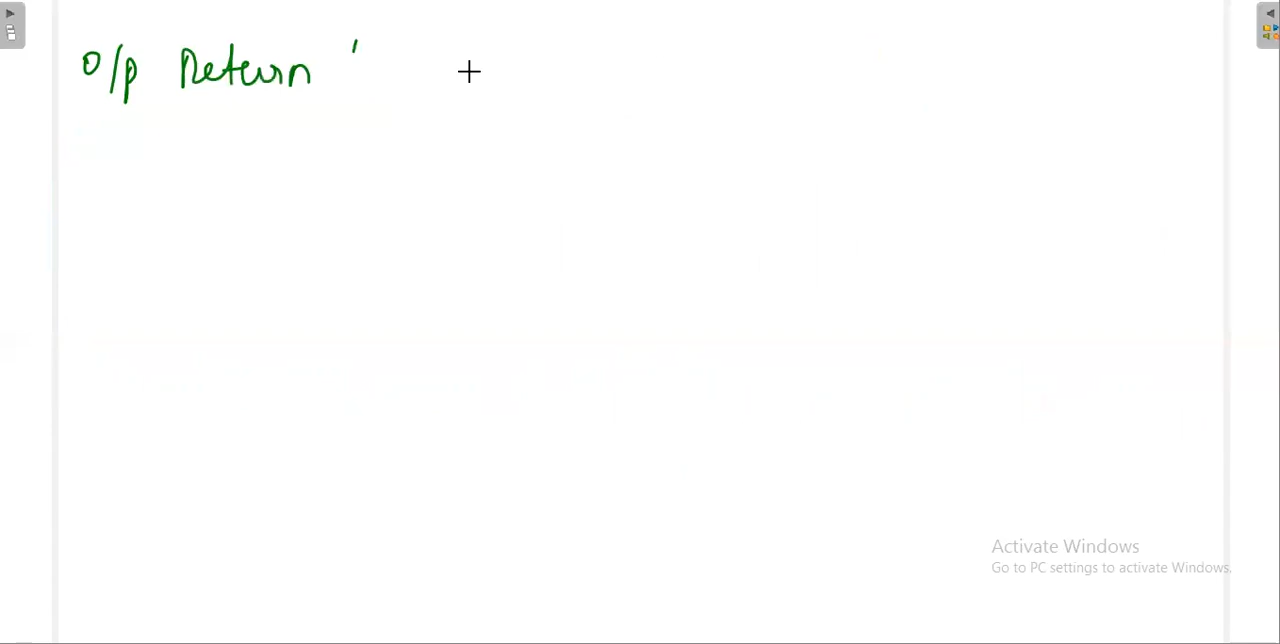 O/p Return '
Activate Windows
Go to PC settings to activate Windows.